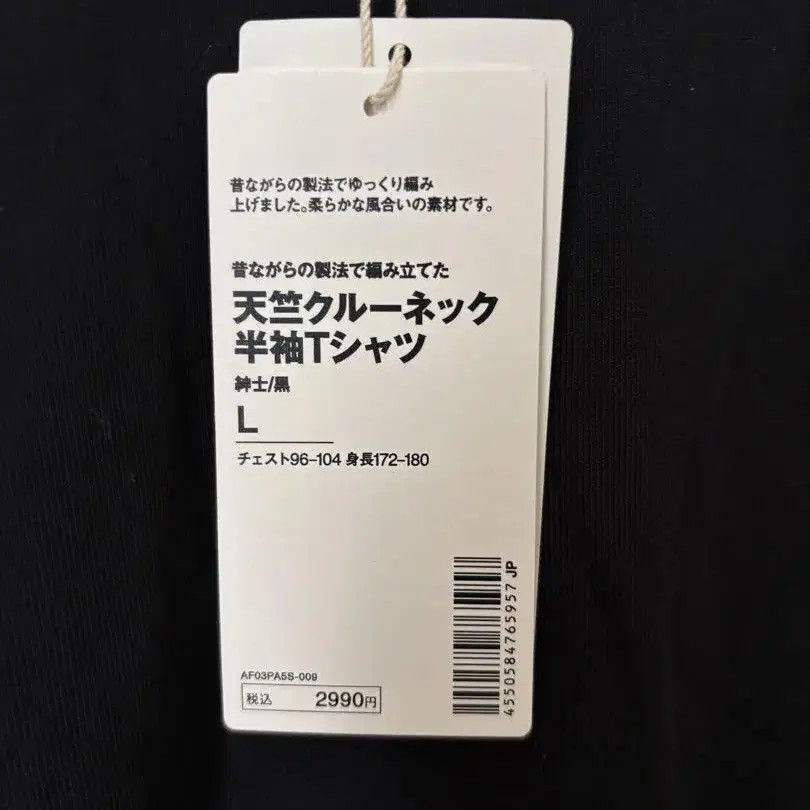 昔ながらの製法でゆっくり編み
上げました。柔らかな風合いの素材です。
昔ながらの製法で編み立てた
天竺クルーネック
半袖Tシャツ
紳士/黒
L
チェスト96-104 身長172-180
4550584765957 JP
AF03PA5S-009
税込 2990円